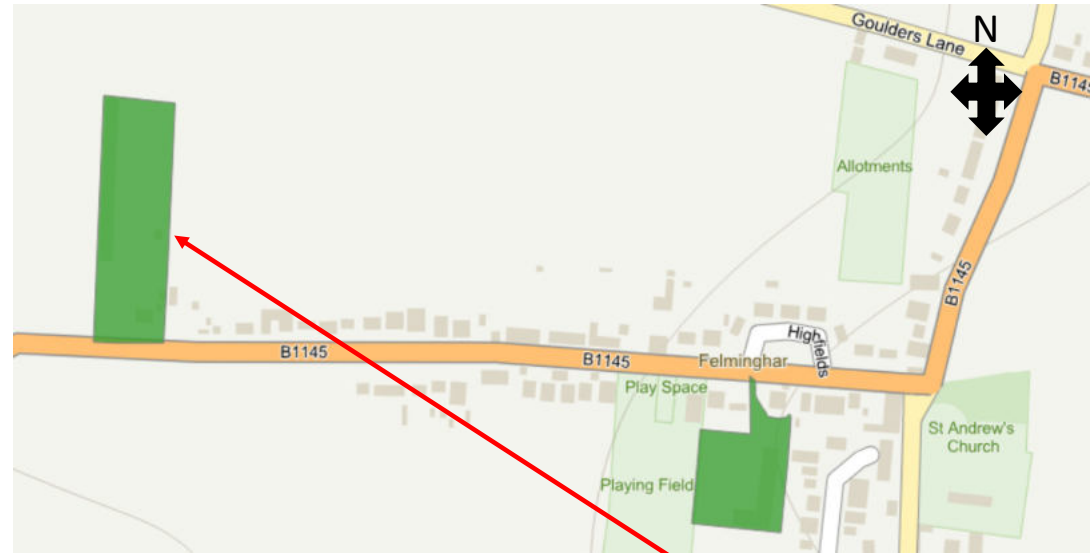 Goulders Lane
N
B1145
Allotments
B1145
Highfields
B1145
B1145
Felminghar
Play Space
St Andrew's
Church
Playing Field